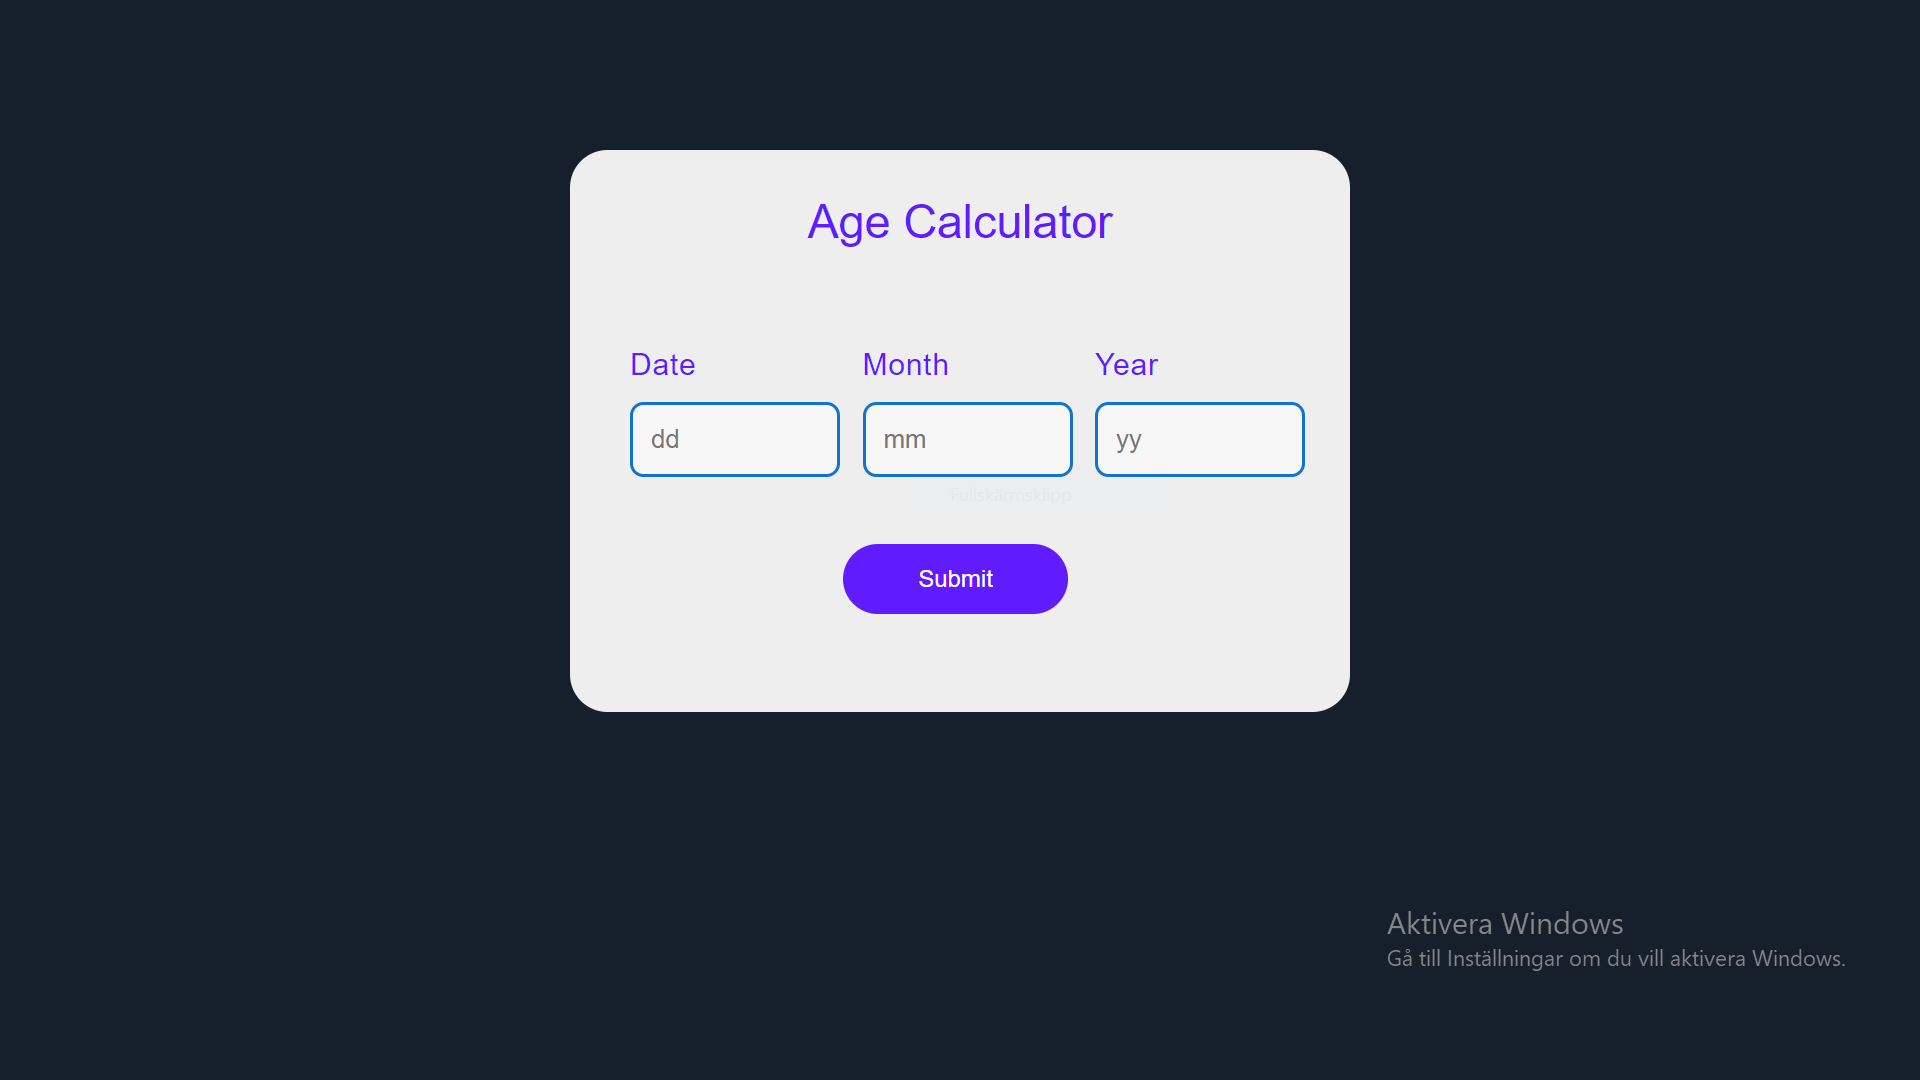 Age Calculator
Date Month Year
dd mm yy
Fullskärmsklipp
Submit
Aktivera Windows
Gå till Inställningar om du vill aktivera Windows.